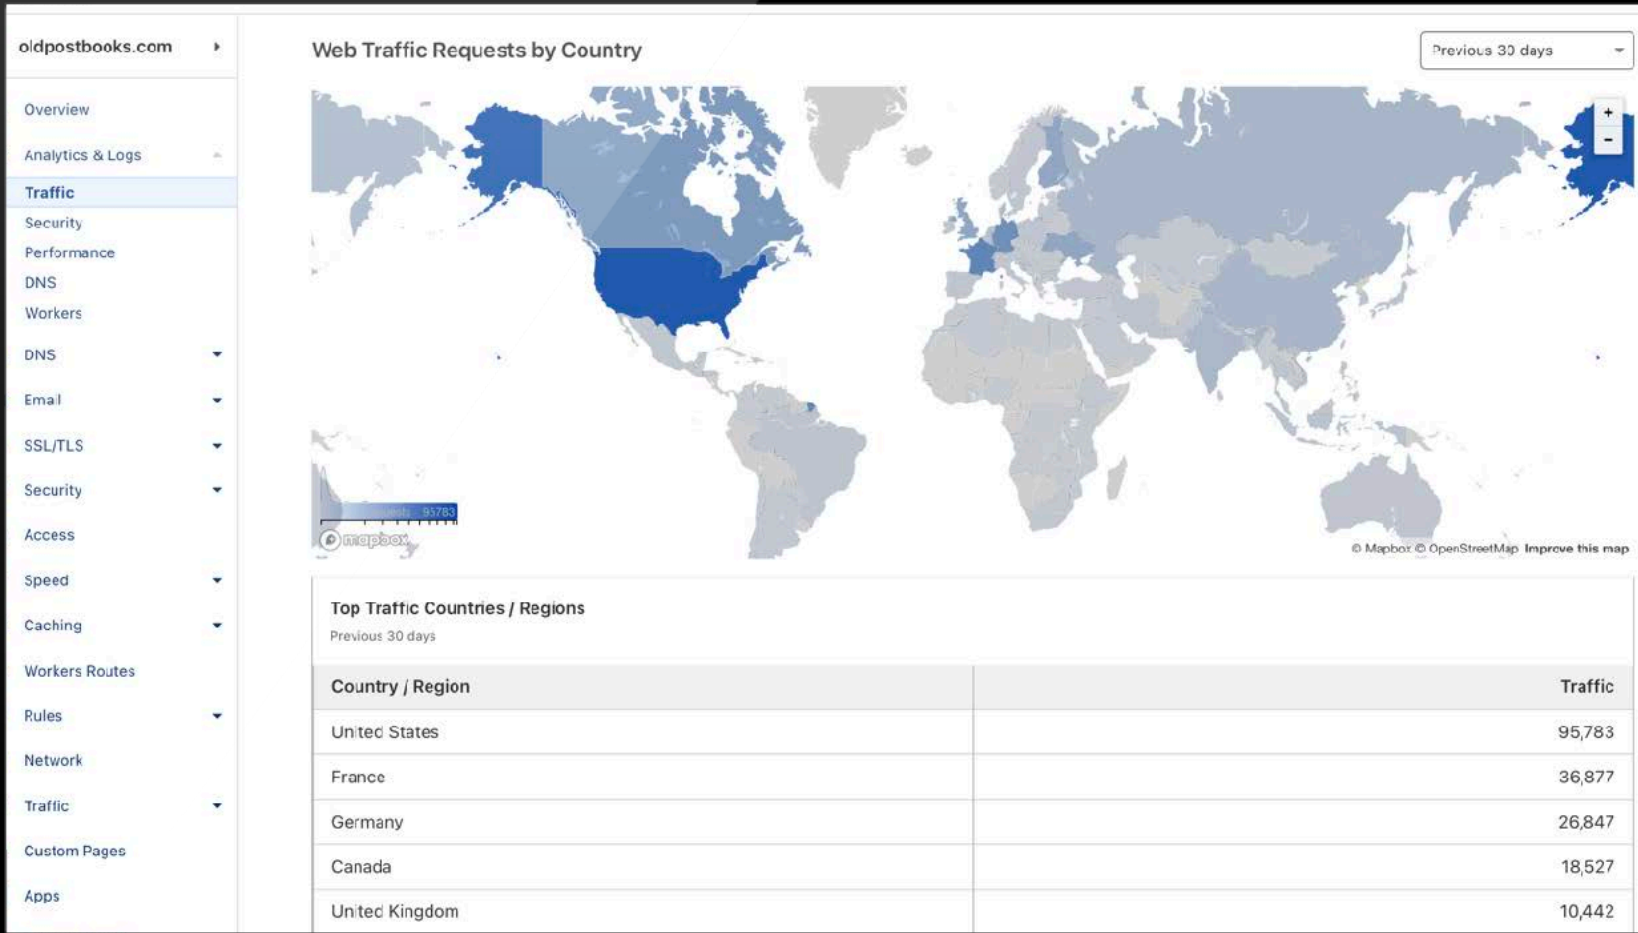 oldpostbooks.com
Overview
Analytics & Logs
Traffic
Security
Performance
DNS
Workers
DNS
Email
SSL/TLS
Security
Access
Speed
Caching
Workers Routes
Rules
Network
Traffic
Custom Pages
Apps
Web Traffic Requests by Country
Previous 30 days
+
-
95783
mapbox
© Mapbox © OpenStreetMap Improve this map
Top Traffic Countries / Regions
Previous 30 days
Country / Region Traffic
United States 95,783
France 36,877
Germany 26,847
Canada 18,527
United Kingdom 10,442